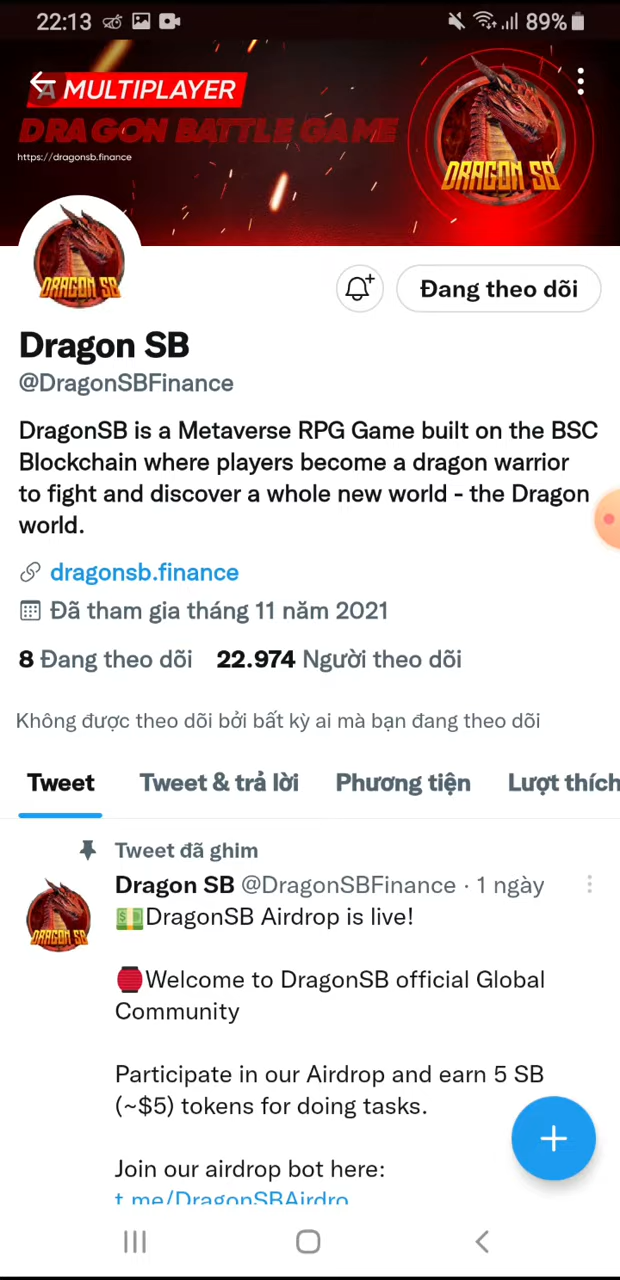 22:13
89%
A MULTIPLAYER
DRAGON BATTLE GAME
https://dragonsb.finance
DRAGON SB
DRAGON SB
Đang theo dõi
Dragon SB
@DragonSBFinance
DragonSB is a Metaverse RPG Game built on the BSC
Blockchain where players become a dragon warrior
to fight and discover a whole new world - the Dragon
world.
dragonsb.finance
Đã tham gia tháng 11 năm 2021
8 Đang theo dõi 22.974 Người theo dõi
Không được theo dõi bởi bất kỳ ai mà bạn đang theo dõi
Tweet Tweet & trả lời Phương tiện Lượt thích
Tweet đã ghim
Dragon SB @DragonSBFinance · 1 ngày
DRAGON SB
💵DragonSB Airdrop is live!
🏮Welcome to DragonSB official Global
Community
Participate in our Airdrop and earn 5 SB
(~$5) tokens for doing tasks.
Join our airdrop bot here:
t.me/DragonSBAirdro